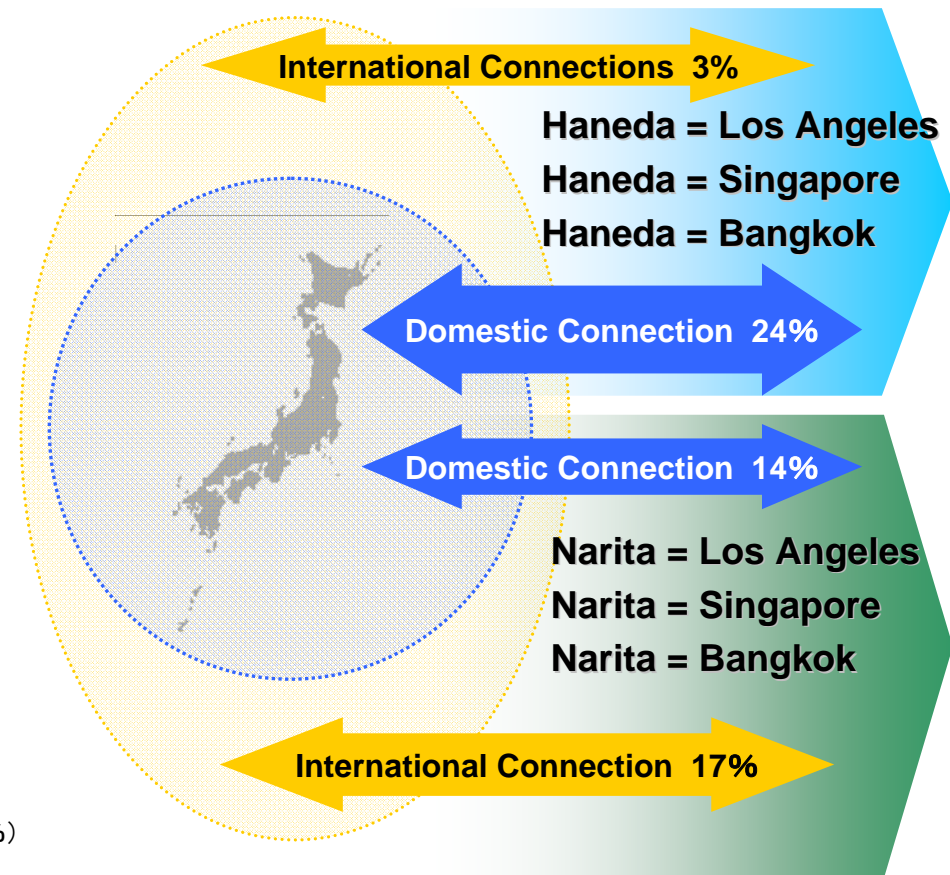 International Connections 3%
Haneda = Los Angeles
Haneda = Singapore
Haneda = Bangkok
Domestic Connection 24%
Domestic Connection 14%
Narita = Los Angeles
Narita = Singapore
Narita = Bangkok
International Connection 17%
%）